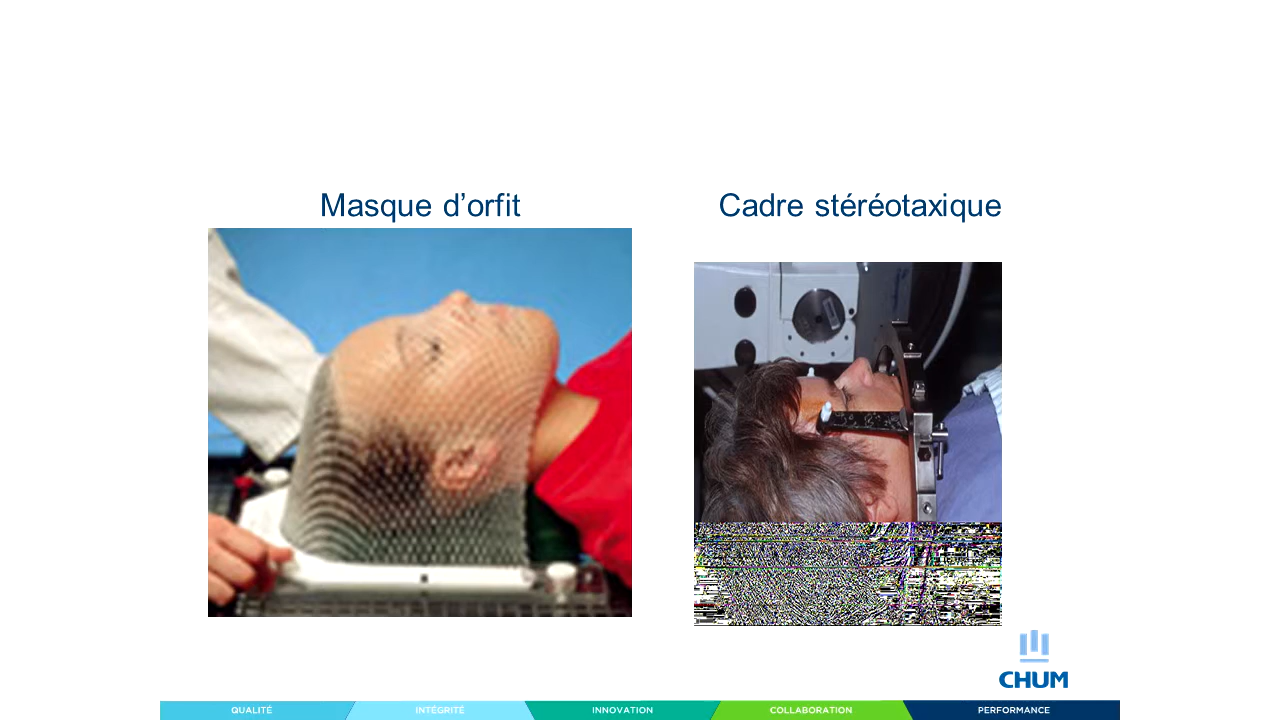 Masque d’orfit
Cadre stéréotaxique
CHUM
QUALITÉ
INTÉGRITÉ
INNOVATION
COLLABORATION
PERFORMANCE